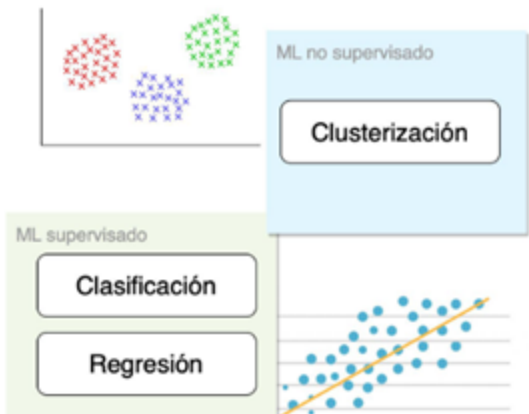 ML no supervisado
Clusterización
ML supervisado
Clasificación
Regresión